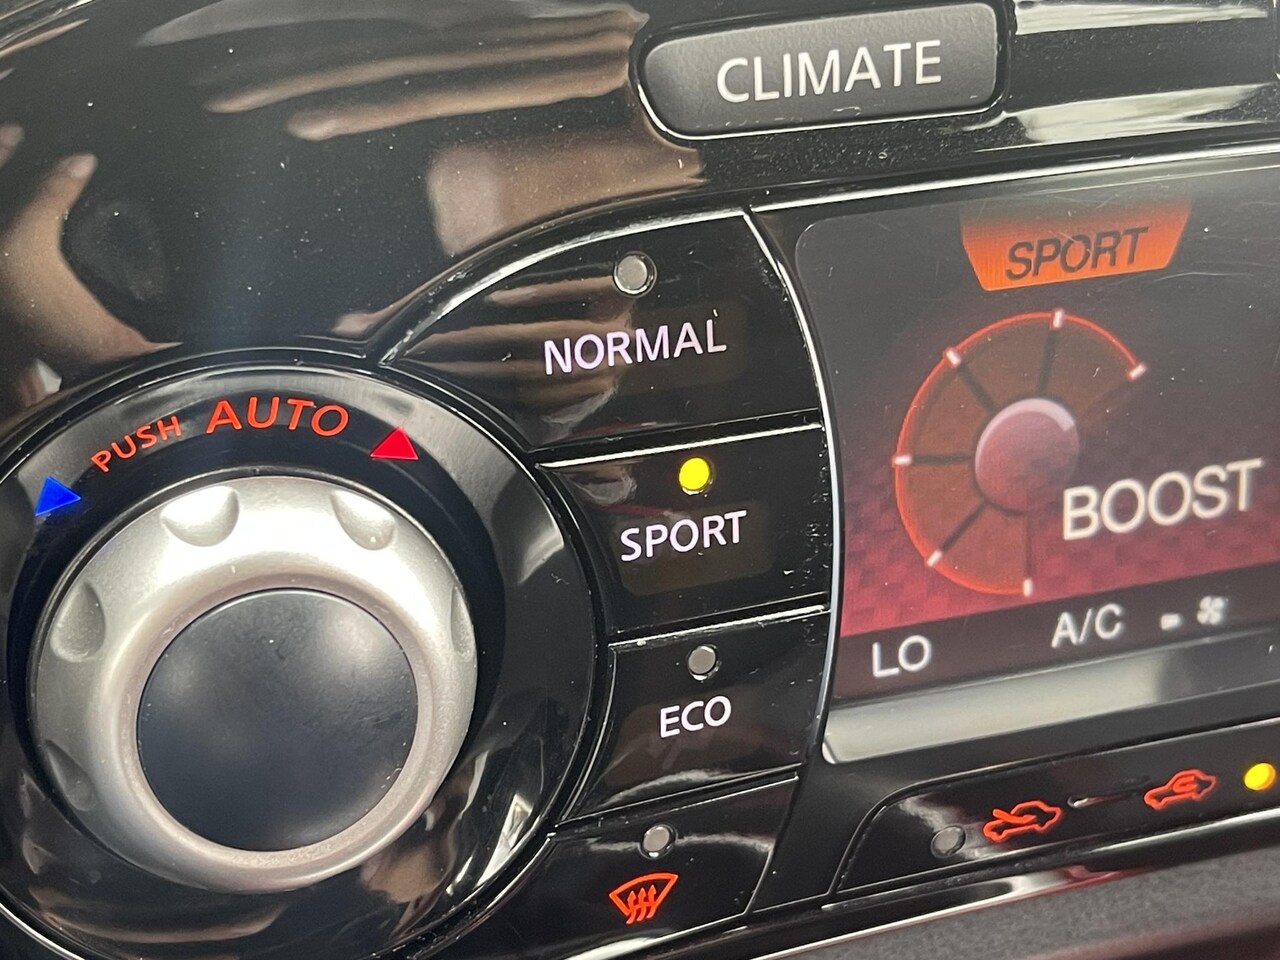 CLIMATE
SPORT
NORMAL
PUSH AUTO
SPORT
BOOST
LO A/C
ECO